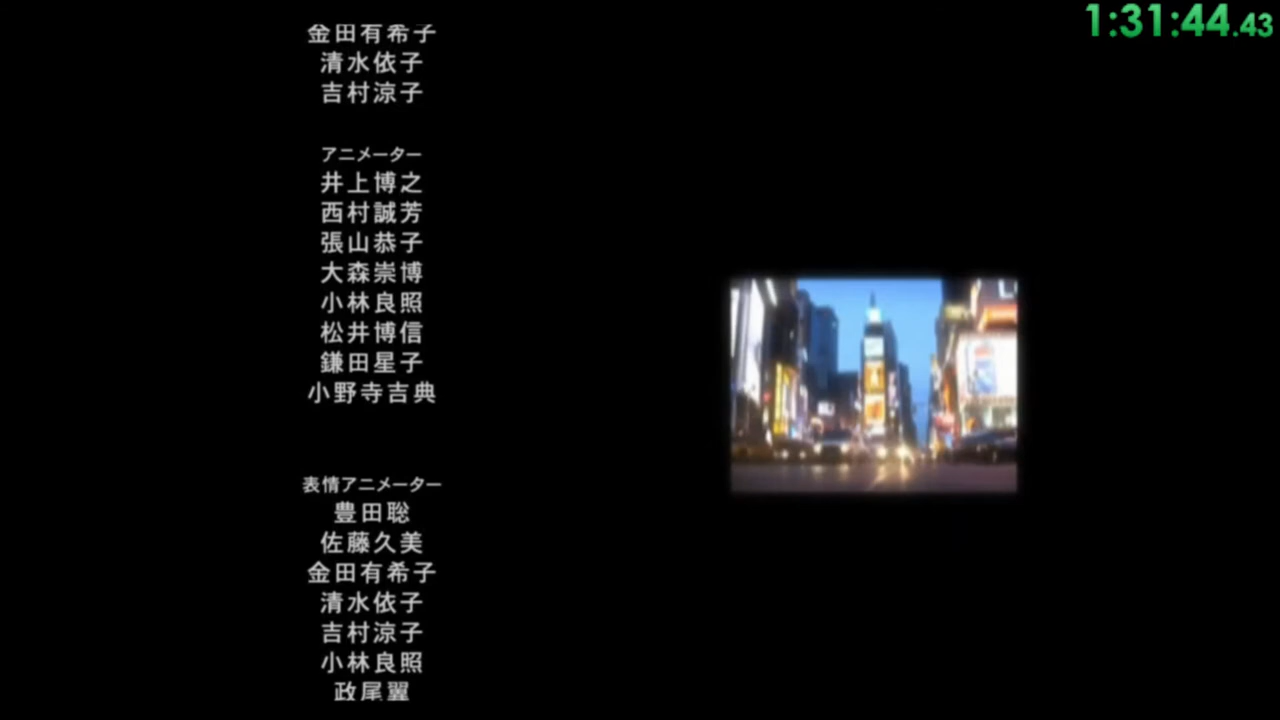 1:31:44.43
金田有希子
清水依子
吉村涼子
アニメーター
井上博之
西村誠芳
張山恭子
大森崇博
小林良照
松井博信
鎌田星子
小野寺吉典
表情アニメーター
豊田聡
佐藤久美
金田有希子
清水依子
吉村涼子
小林良照
政尾翼